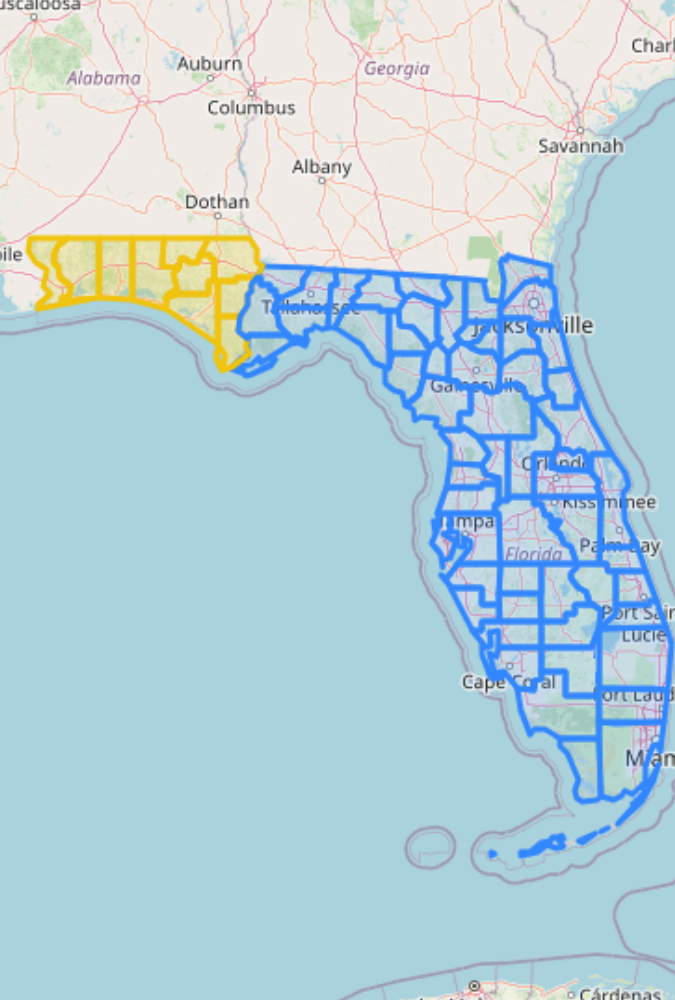 uscaloosa
Charl
Auburn
Georgia
Alabama
Columbus
Savannah
Albany
Dothan
bile
Tallahassee
Jacksonville
Gainesville
Orlando
Kissimmee
Tampa
Palm Bay
Florida
Port Sain
Lucie
Cape Coral
Fort Laud
Miam
Cárdenas